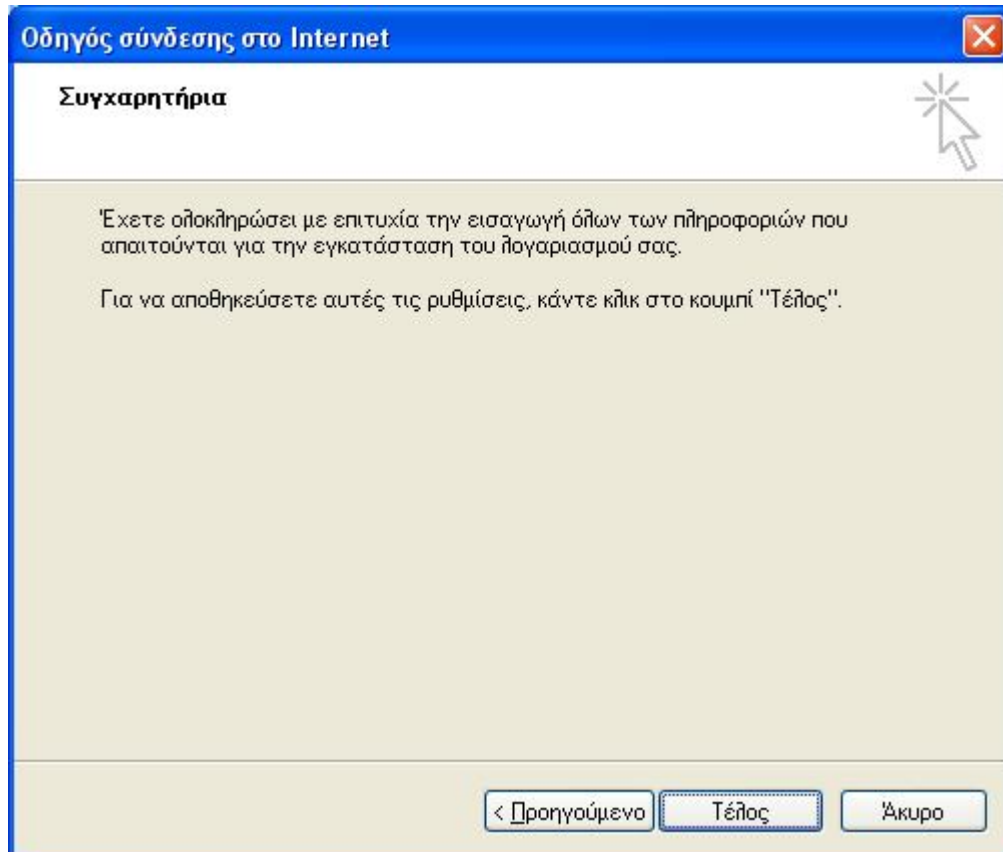 Οδηγός σύνδεσης στο Internet
Συγχαρητήρια
Έχετε ολοκληρώσει με επιτυχία την εισαγωγή όλων των πληροφοριών που
απαιτούνται για την εγκατάσταση του λογαριασμού σας.
Για να αποθηκεύσετε αυτές τις ρυθμίσεις, κάντε κλικ στο κουμπί "Τέλος".
< Προηγούμενο Τέλος Άκυρο